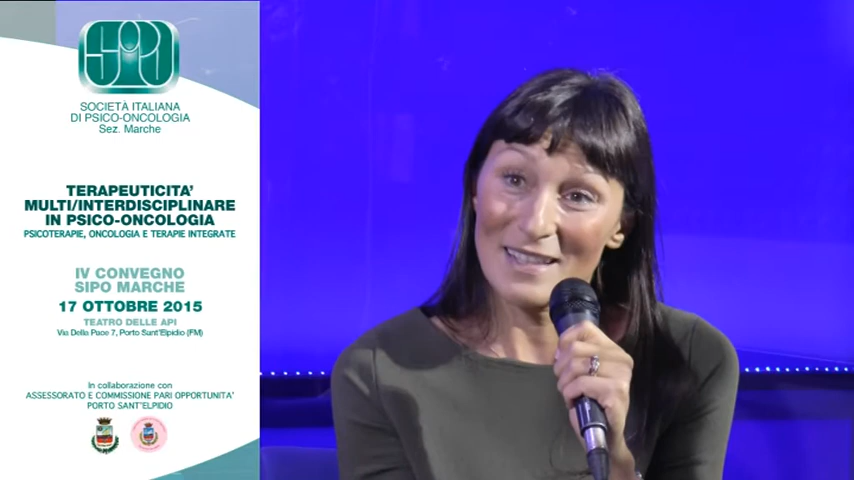 SIPO
SOCIETÀ ITALIANA
DI PSICO-ONCOLOGIA
Sez. Marche
TERAPEUTICITA'
MULTI/INTERDISCIPLINARE
IN PSICO-ONCOLOGIA
PSICOTERAPIE, ONCOLOGIA E TERAPIE INTEGRATE
IV CONVEGNO
SIPO MARCHE
17 OTTOBRE 2015
TEATRO DELLE API
Via Della Pace 7, Porto Sant'Elpidio (FM)
In collaborazione con
ASSESSORATO E COMMISSIONE PARI OPPORTUNITA'
PORTO SANT'ELPIDIO